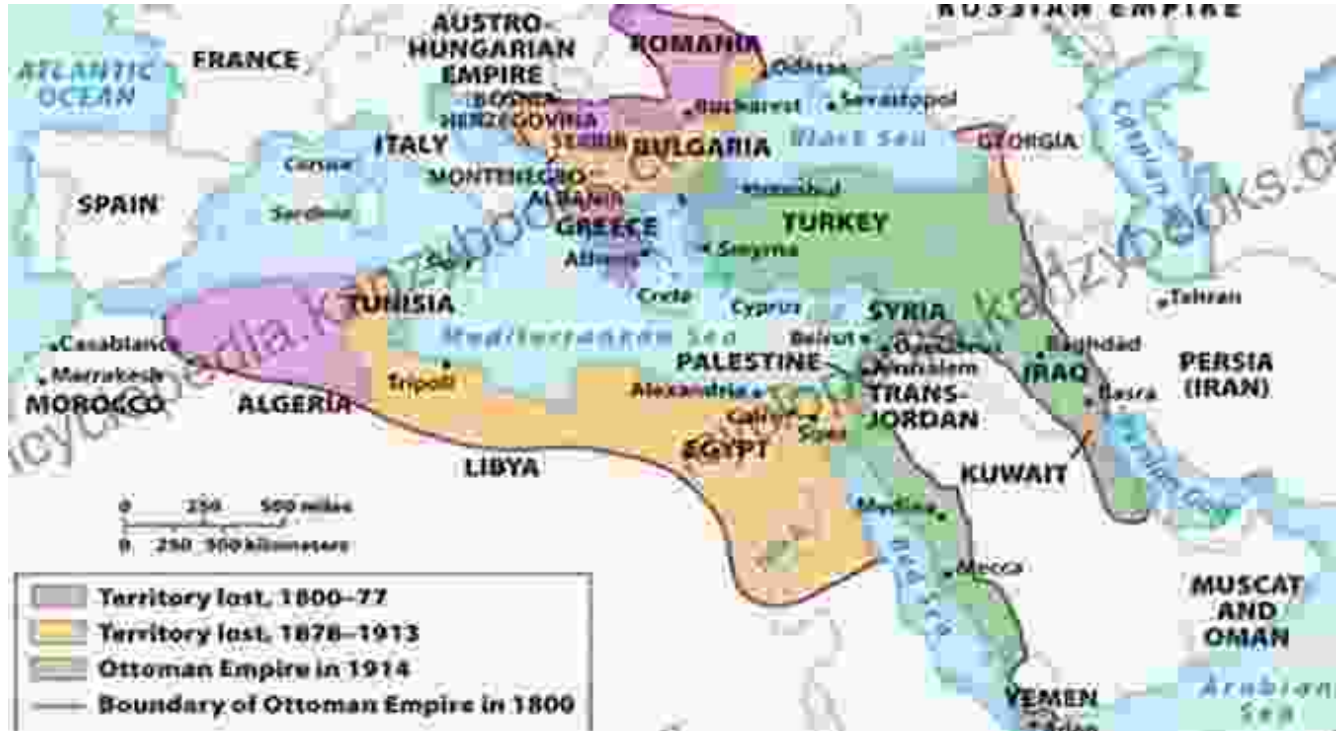 RUSSIAN EMPIRE
AUSTRO-
HUNGARIAN
EMPIRE
ROMANIA
FRANCE
ATLANTIC
OCEAN
Odessa
Bucharest
Sevastopol
HERZEGOVINA
SERBIA
BULGARIA
Black Sea
GEORGIA
Caspian
ITALY
Corsica
MONTENEGRO
ALBANIA
SPAIN
Sardinia
GREECE
TURKEY
Athens
Smyrna
Sicily
TUNISIA
Crete
Cyprus
SYRIA
Tehran
Mediterranean Sea
Beirut
Damascus
Baghdad
Casablanca
PALESTINE
Jerusalem
IRAQ
PERSIA
(IRAN)
Marrakesh
Tripoli
Alexandria
TRANS-
JORDAN
Basra
MOROCCO
ALGERIA
Cairo
Suez
EGYPT
LIBYA
KUWAIT
Persian Gulf
Medina
Red Sea
Mecca
MUSCAT
AND
OMAN
YEMEN
Arabian
Sea
0 250 500 miles
0 250 500 kilometers
Territory lost, 1800–77
Territory lost, 1878–1913
Ottoman Empire in 1914
Boundary of Ottoman Empire in 1800